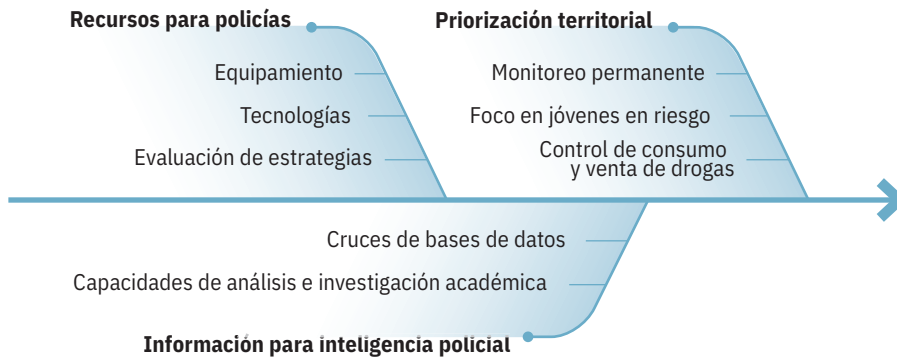 Recursos para policías
Equipamiento
Tecnologías
Evaluación de estrategias
Priorización territorial
Monitoreo permanente
Foco en jóvenes en riesgo
Control de consumo
y venta de drogas
Cruces de bases de datos
Capacidades de análisis e investigación académica
Información para inteligencia policial